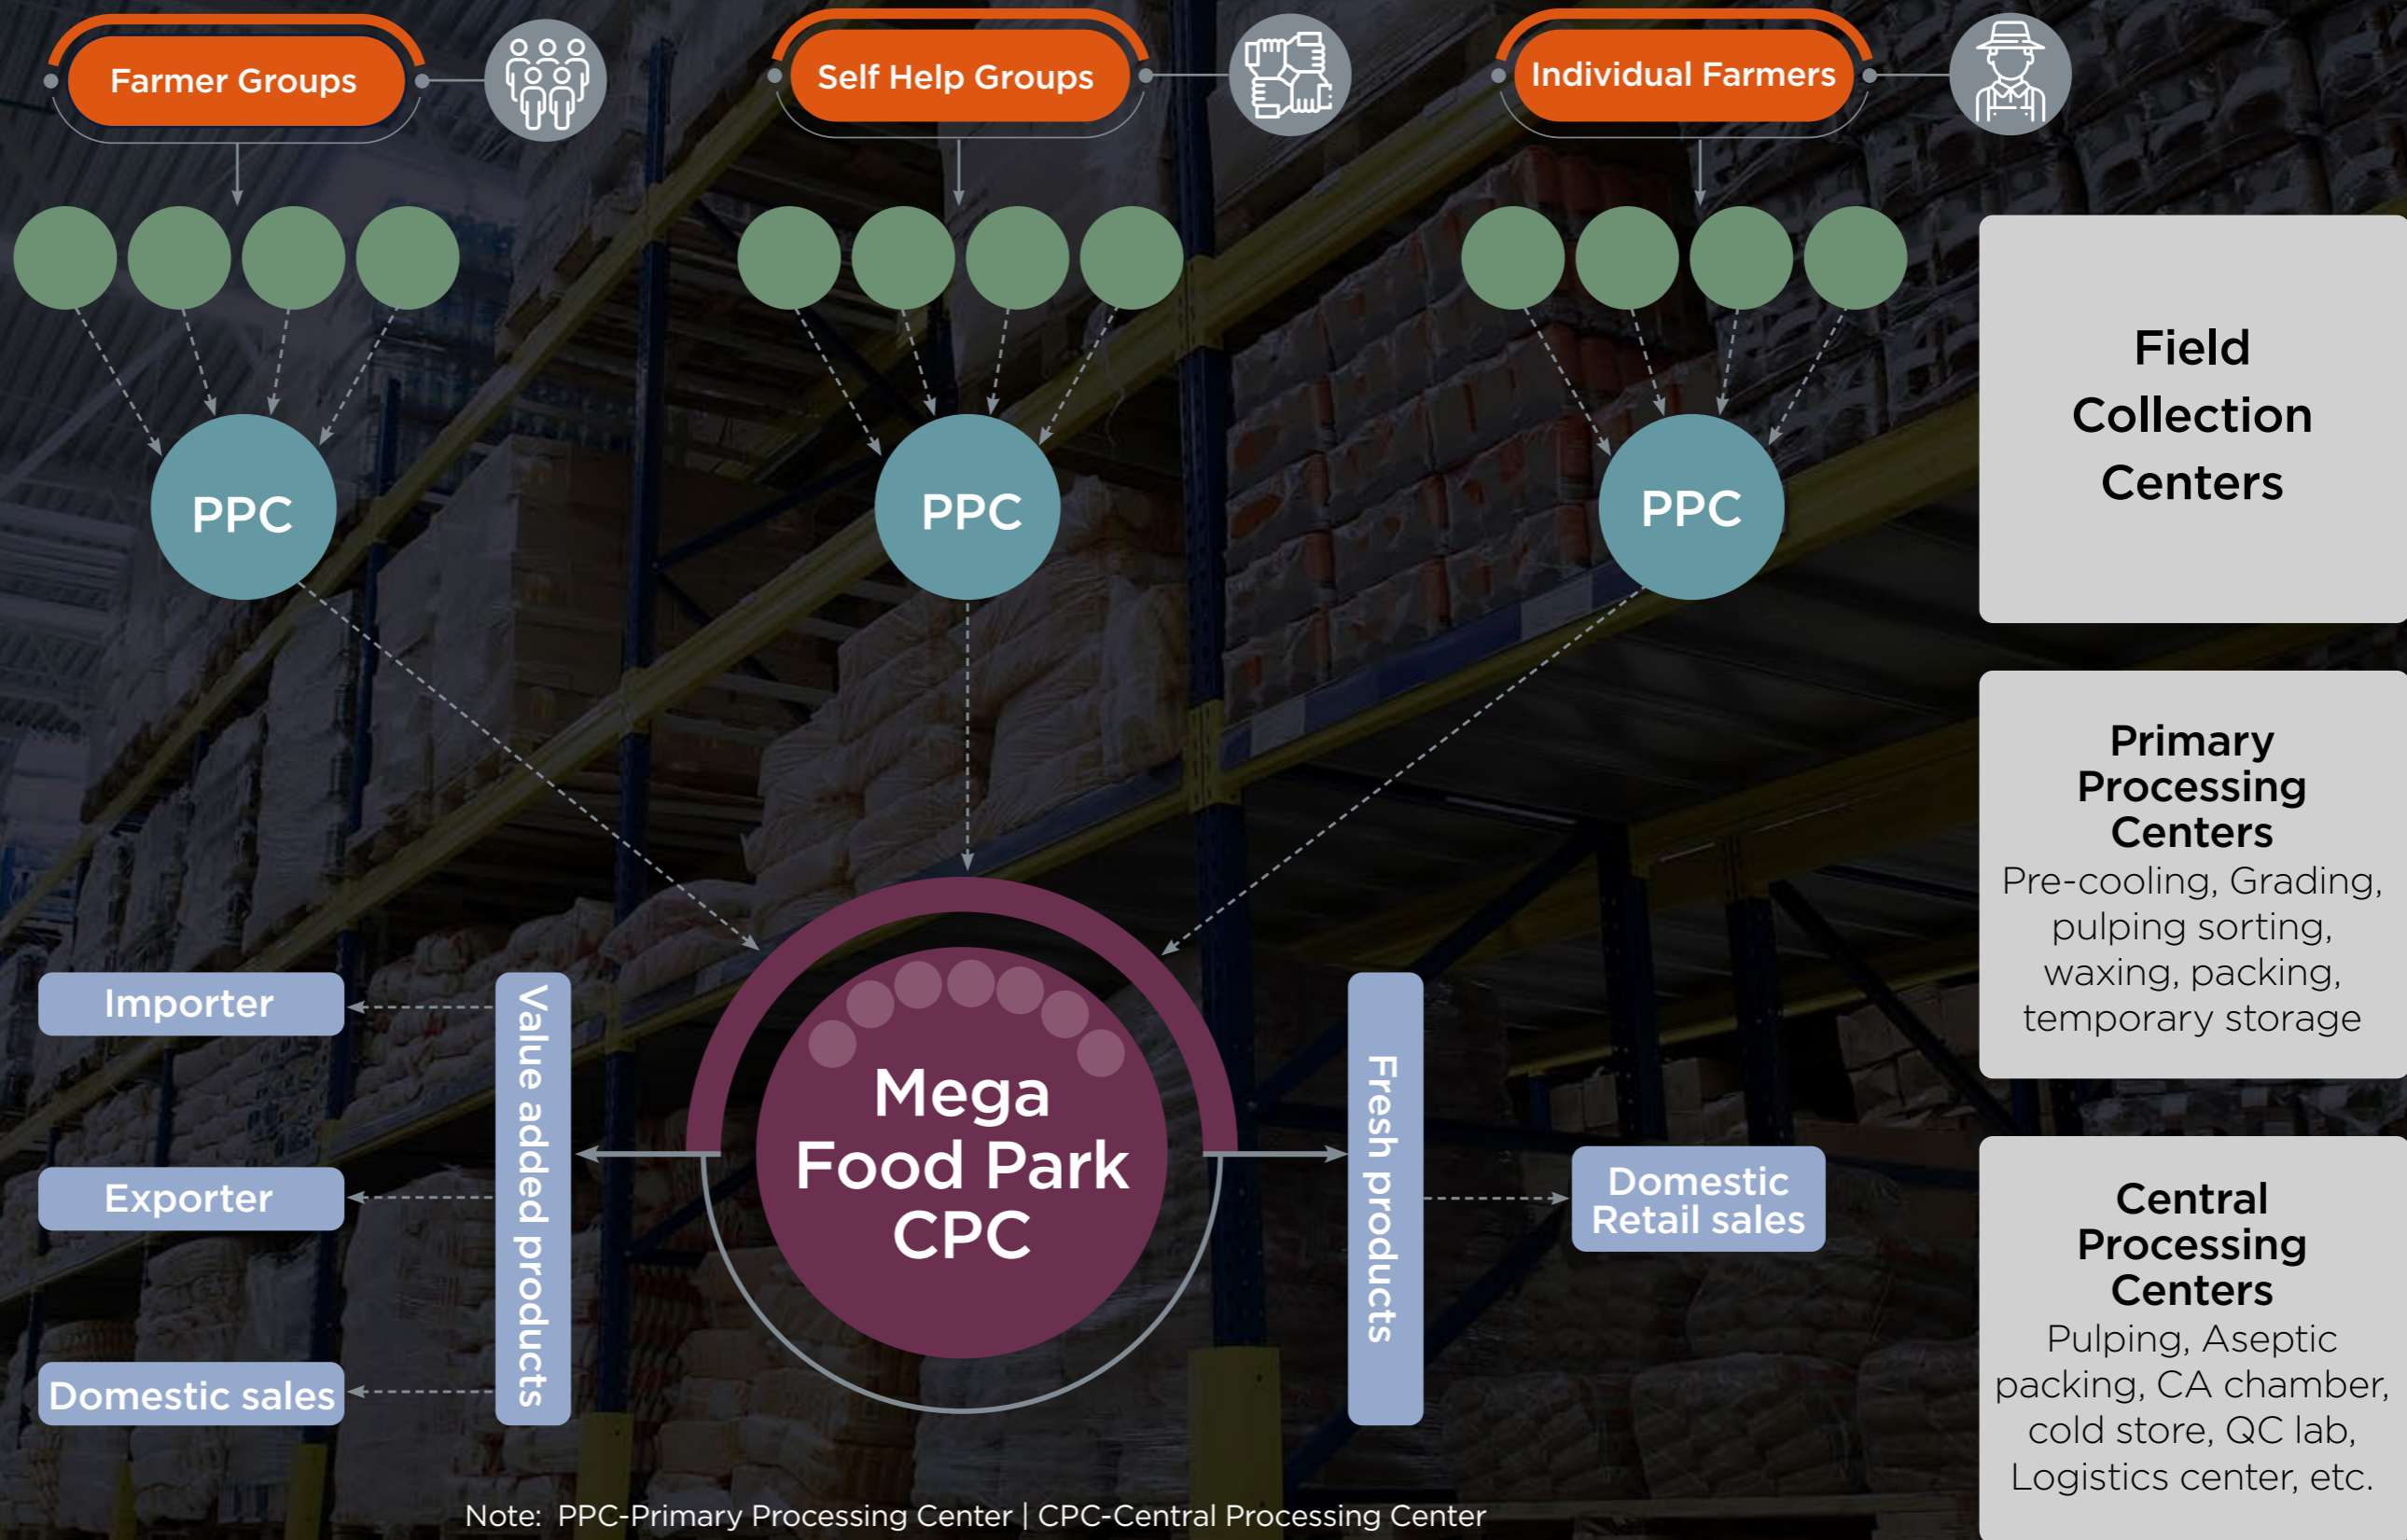 Farmer Groups
Self Help Groups
Individual Farmers
Field
Collection
Centers
PPC
PPC
PPC
Primary
Processing
Centers
Pre-cooling, Grading,
pulping sorting,
waxing, packing,
temporary storage
Importer
Exporter
Domestic sales
Value added products
Mega
Food Park
CPC
Fresh products
Domestic
Retail sales
Central
Processing
Centers
Pulping, Aseptic
packing, CA chamber,
cold store, QC lab,
Logistics center, etc.
Note: PPC-Primary Processing Center | CPC-Central Processing Center